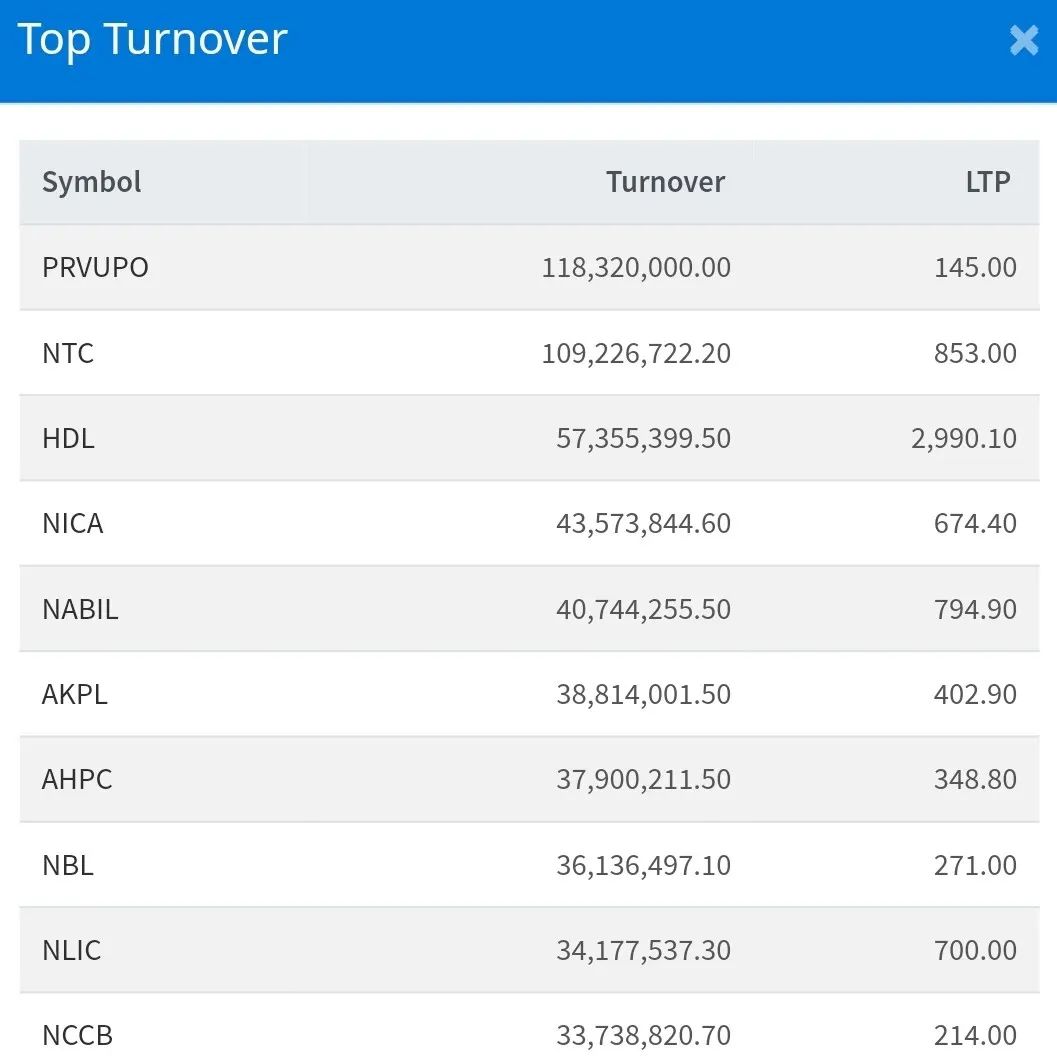 Top Turnover
Symbol Turnover LTP
PRVUPO 118,320,000.00 145.00
NTC 109,226,722.20 853.00
HDL 57,355,399.50 2,990.10
NICA 43,573,844.60 674.40
NABIL 40,744,255.50 794.90
AKPL 38,814,001.50 402.90
AHPC 37,900,211.50 348.80
NBL 36,136,497.10 271.00
NLIC 34,177,537.30 700.00
NCCB 33,738,820.70 214.00